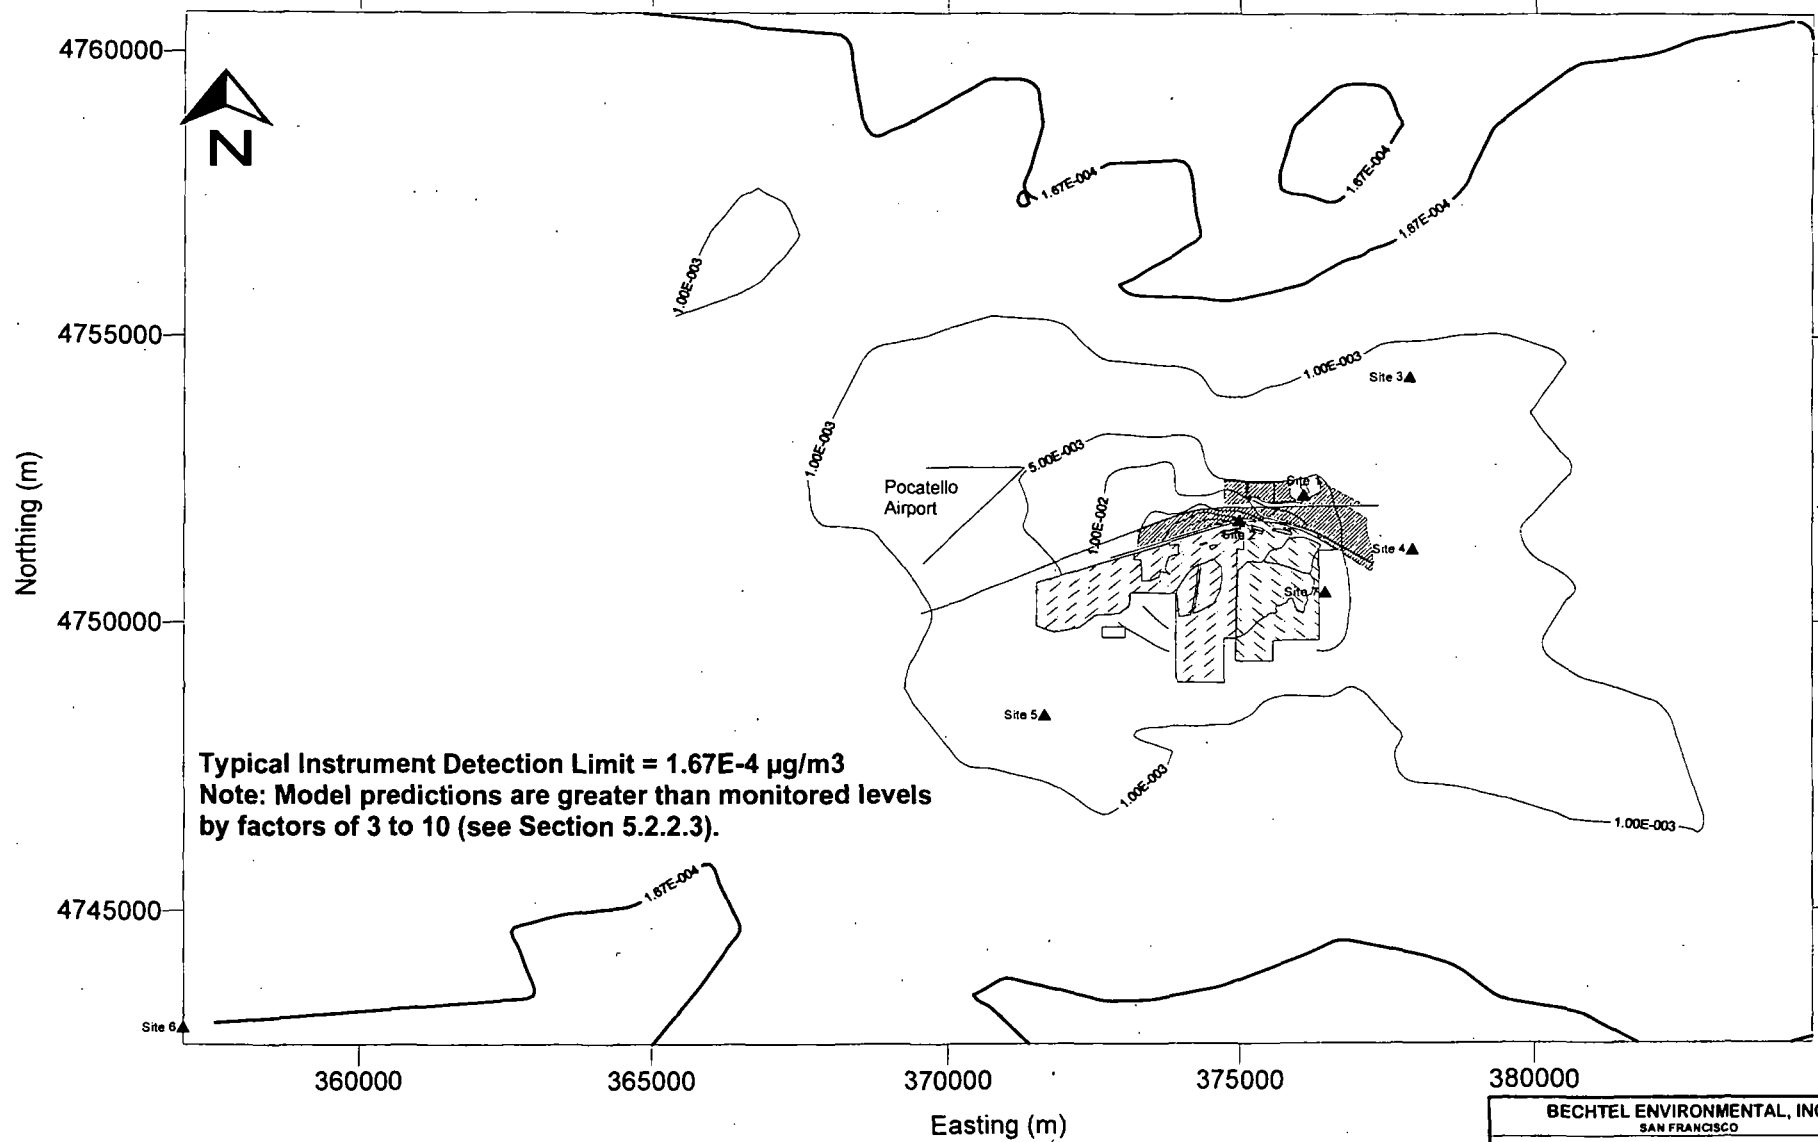 4760000
N
1.67E-004
1.67E-004
1.67E-004
1.00E-003
4755000
1.00E-003
Site 3
1.00E-003
5.00E-003
Pocatello
Airport
Site 1
1.00E-002
Site 2
Site 4
Northing (m)
Site 7
4750000
Site 5
Typical Instrument Detection Limit = 1.67E-4 µg/m3
Note: Model predictions are greater than monitored levels
by factors of 3 to 10 (see Section 5.2.2.3).
1.00E-003
1.00E-003
1.67E-004
4745000
Site 6
360000
365000
370000
375000
380000
Easting (m)
BECHTEL ENVIRONMENTAL, INC
SAN FRANCISCO